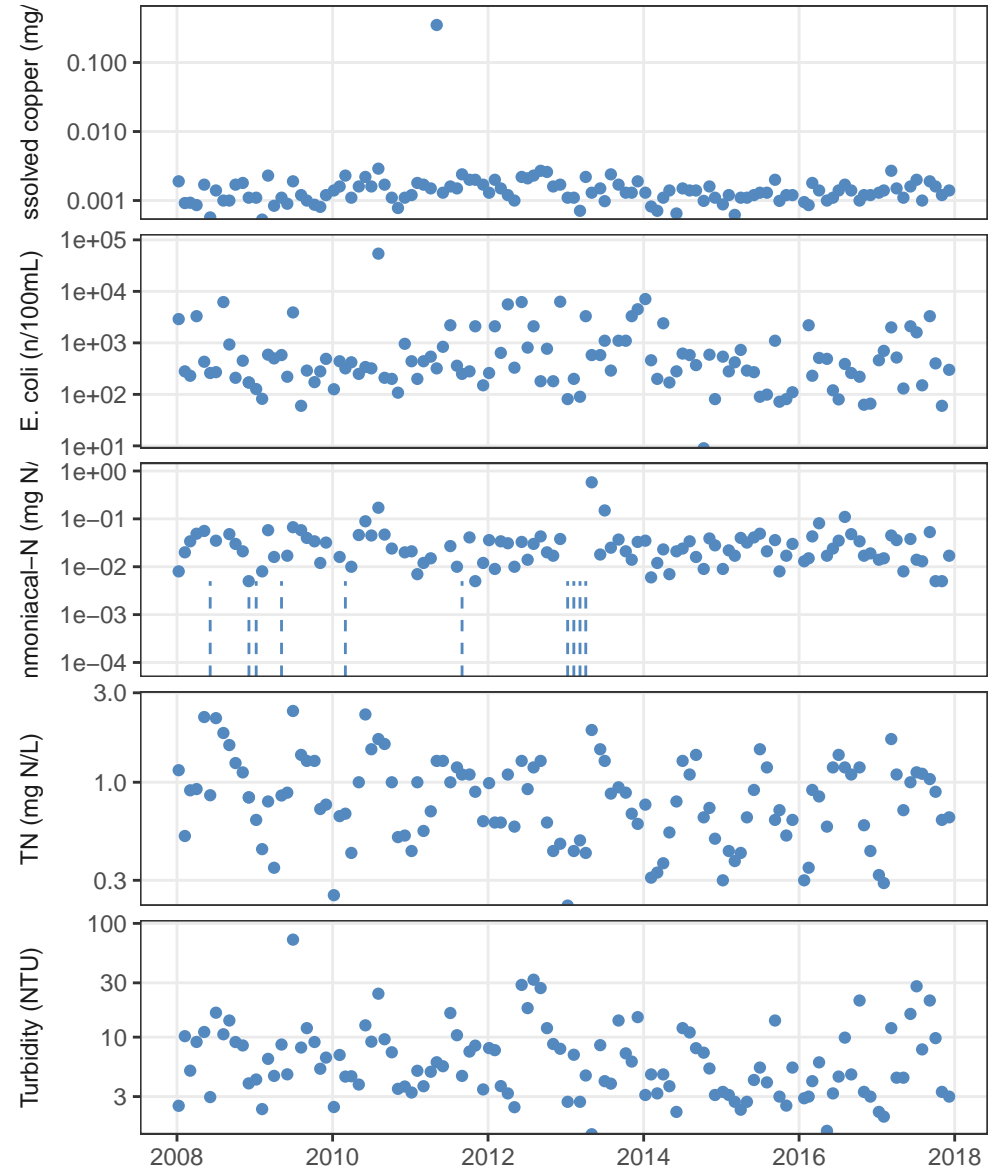 ssolved copper (mg/
0.100
0.010
0.001
E. coli (n/100mL)
1e+05
1e+04
1e+03
1e+02
1e+01
nmoniacal−N (mg N/
1e+00
1e−01
1e−02
1e−03
1e−04
TN (mg N/L)
3.0
1.0
0.3
Turbidity (NTU)
100
30
10
3
2008 2010 2012 2014 2016 2018